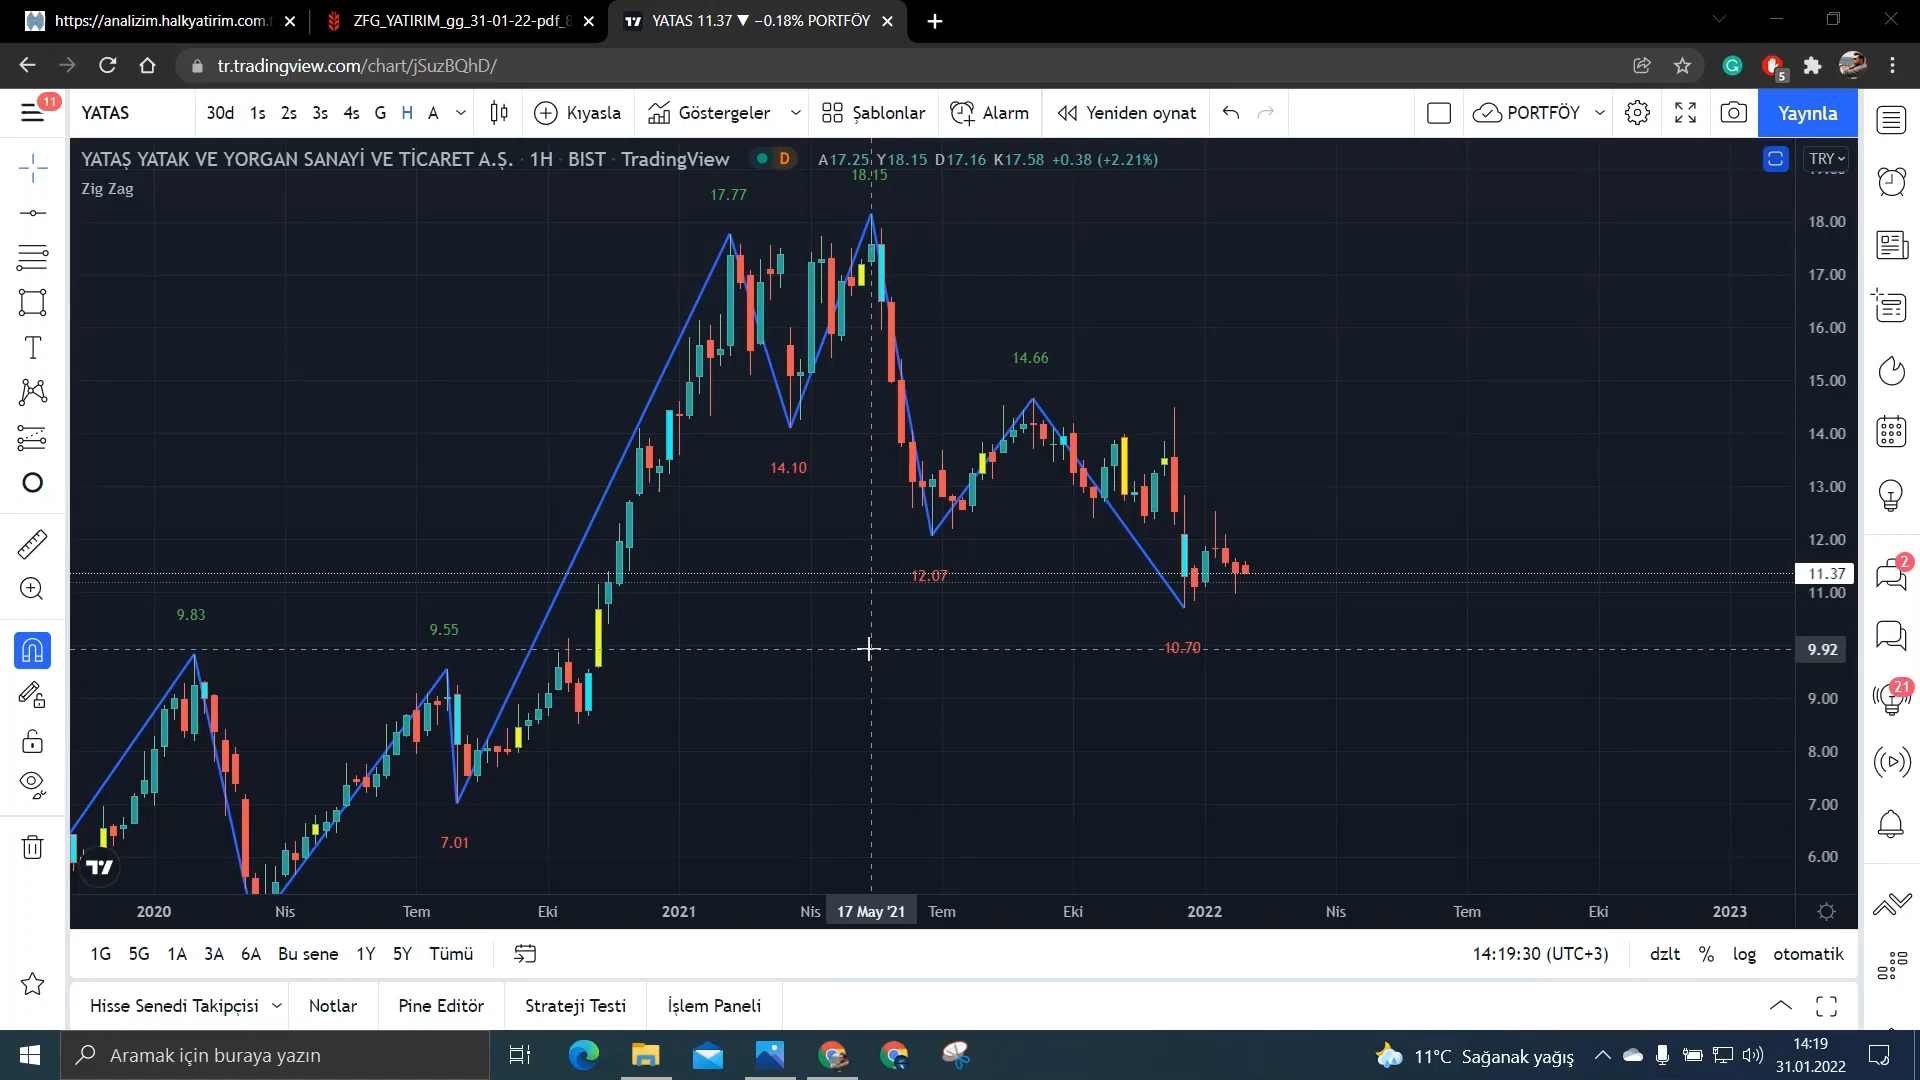 https://analizim.halkyatirim.com.t
ZFG_YATIRIM_gg_31-01-22-pdf_8
YATAS 11.37 ▼ −0.18% PORTFÖY
tr.tradingview.com/chart/jSuzBQhD/
5
11
YATAS 30d 1s 2s 3s 4s G H A Kıyasla Göstergeler Şablonlar Alarm Yeniden oynat PORTFÖY Yayınla
YATAŞ YATAK VE YORGAN SANAYİ VE TİCARET A.Ş. · 1H · BIST · TradingView D A17.25 Y18.15 D17.16 K17.58 +0.38 (+2.21%)
TRY
Zig Zag
18.15
17.77
14.66
14.10
12.07
10.70
9.83
9.55
7.01
18.00
17.00
16.00
15.00
14.00
13.00
12.00
11.37
11.00
9.92
9.00
8.00
7.00
6.00
2
21
2020 Nis Tem Eki 2021 Nis 17 May '21 Tem Eki 2022 Nis Tem Eki 2023
1G 5G 1A 3A 6A Bu sene 1Y 5Y Tümü 14:19:30 (UTC+3) dzlt % log otomatik
Hisse Senedi Takipçisi Notlar Pine Editör Strateji Testi İşlem Paneli
Aramak için buraya yazın
11°C Sağanak yağış
14:19
31.01.2022